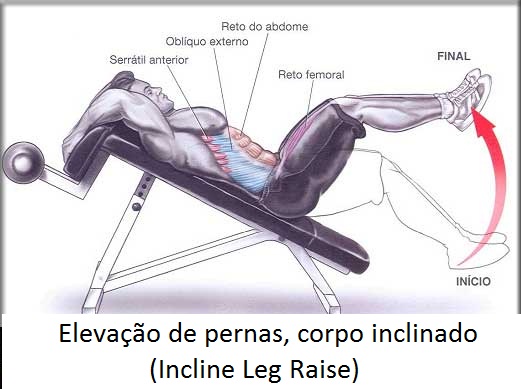 Reto do abdome
Oblíquo externo
Serrátil anterior
Reto femoral
FINAL
INÍCIO
Elevação de pernas, corpo inclinado
(Incline Leg Raise)